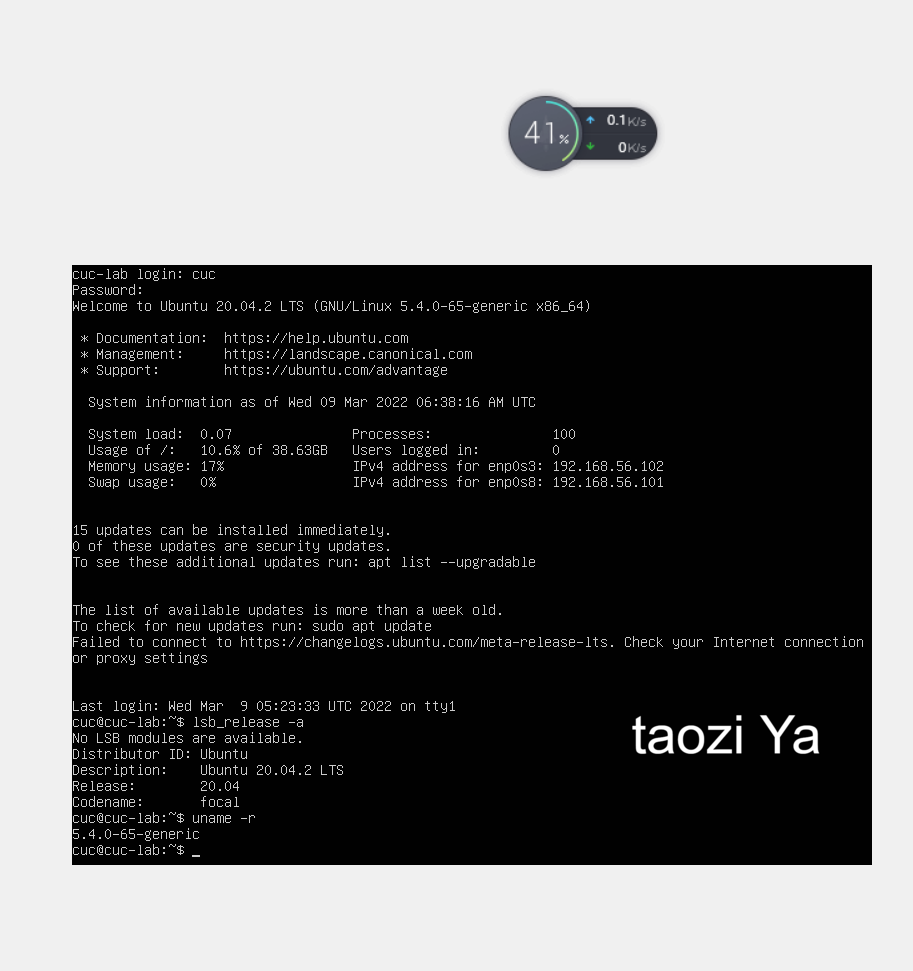 41% 0.1K/s
0K/s
cuc-lab login: cuc
Password:
Welcome to Ubuntu 20.04.2 LTS (GNU/Linux 5.4.0-65-generic x86_64)
* Documentation:  https://help.ubuntu.com
* Management:     https://landscape.canonical.com
* Support:        https://ubuntu.com/advantage
System information as of Wed 09 Mar 2022 06:38:16 AM UTC
System load:  0.07               Processes:               100
Usage of /:   10.6% of 38.63GB   Users logged in:         0
Memory usage: 17%                IPv4 address for enp0s3: 192.168.56.102
Swap usage:   0%                 IPv4 address for enp0s8: 192.168.56.101
15 updates can be installed immediately.
0 of these updates are security updates.
To see these additional updates run: apt list --upgradable
The list of available updates is more than a week old.
To check for new updates run: sudo apt update
Failed to connect to https://changelogs.ubuntu.com/meta-release-lts. Check your Internet connection
or proxy settings
Last login: Wed Mar  9 05:23:33 UTC 2022 on tty1
cuc@cuc-lab:~$ lsb_release -a
No LSB modules are available.
Distributor ID: Ubuntu
Description:    Ubuntu 20.04.2 LTS
Release:        20.04
Codename:       focal
cuc@cuc-lab:~$ uname -r
5.4.0-65-generic
cuc@cuc-lab:~$ _
taozi Ya